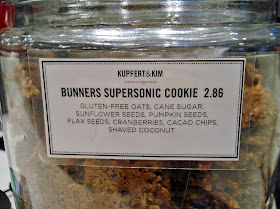 KUPFERT&KIM
BUNNERS SUPERSONIC COOKIE 2.86
GLUTEN-FREE OATS, CANE SUGAR,
SUNFLOWER SEEDS, PUMPKIN SEEDS,
FLAX SEEDS, CRANBERRIES, CACAO CHIPS,
SHAVED COCONUT